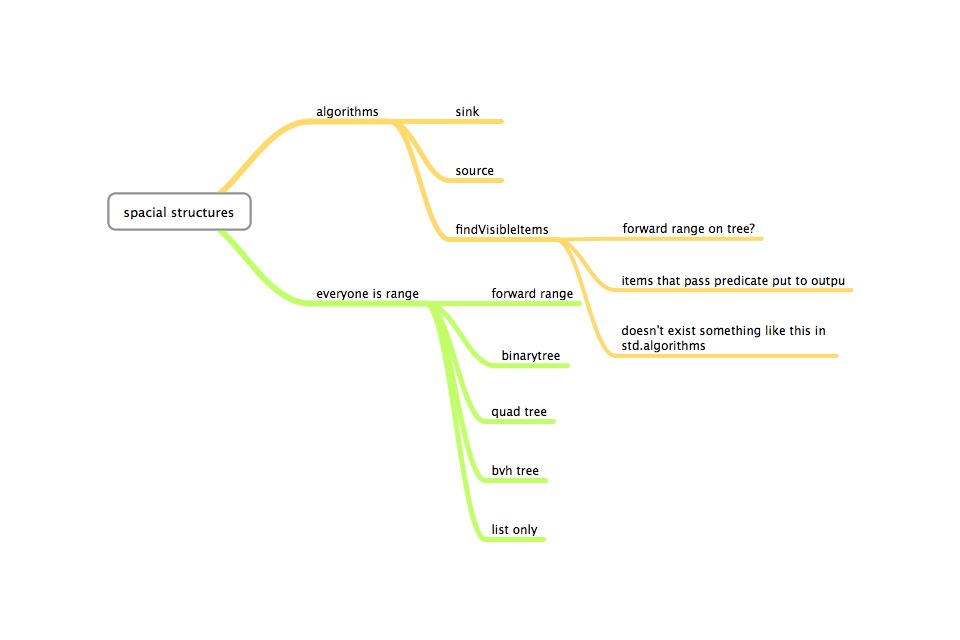 algorithms
sink
source
spacial structures
findVisibleItems
forward range on tree?
items that pass predicate put to outpu
doesn't exist something like this in
std.algorithms
everyone is range
forward range
binarytree
quad tree
bvh tree
list only